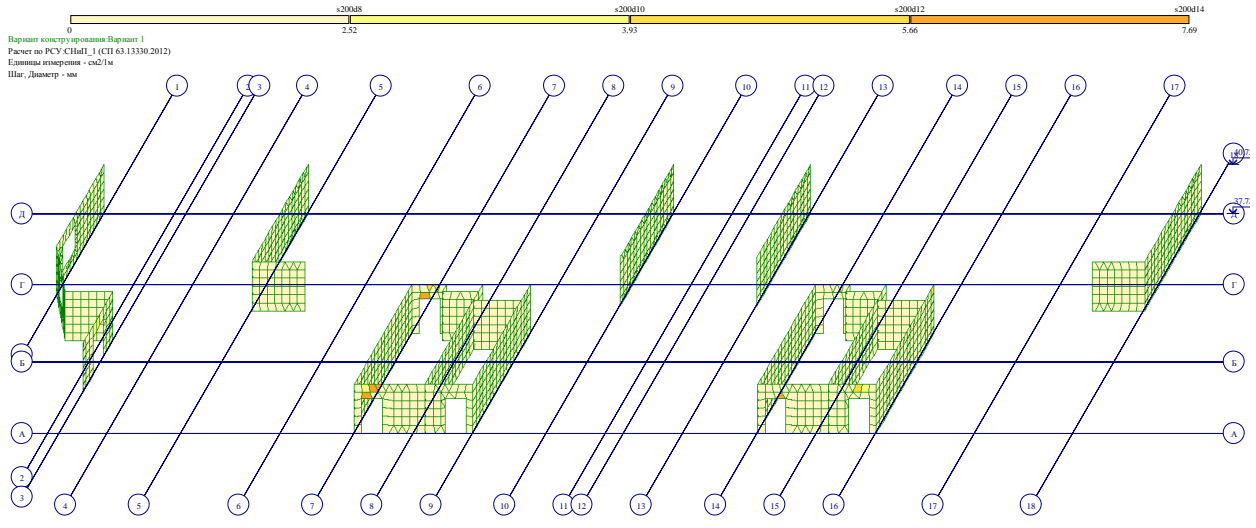 s200d8 s200d10 s200d12 s200d14
0 2.52 3.93 5.66 7.69
Вариант конструирования:Вариант 1
Расчет по РСУ:СНиП_1 (СП 63.13330.2012)
Единицы измерения - см2/1м
Шаг, Диаметр - мм
1 2 3 4 5 6 7 8 9 10 11 12 13 14 15 16 17
Д
Г Г
Б Б
А А
2
3 4 5 6 7 8 9 10 11 12 13 14 15 16 17 18